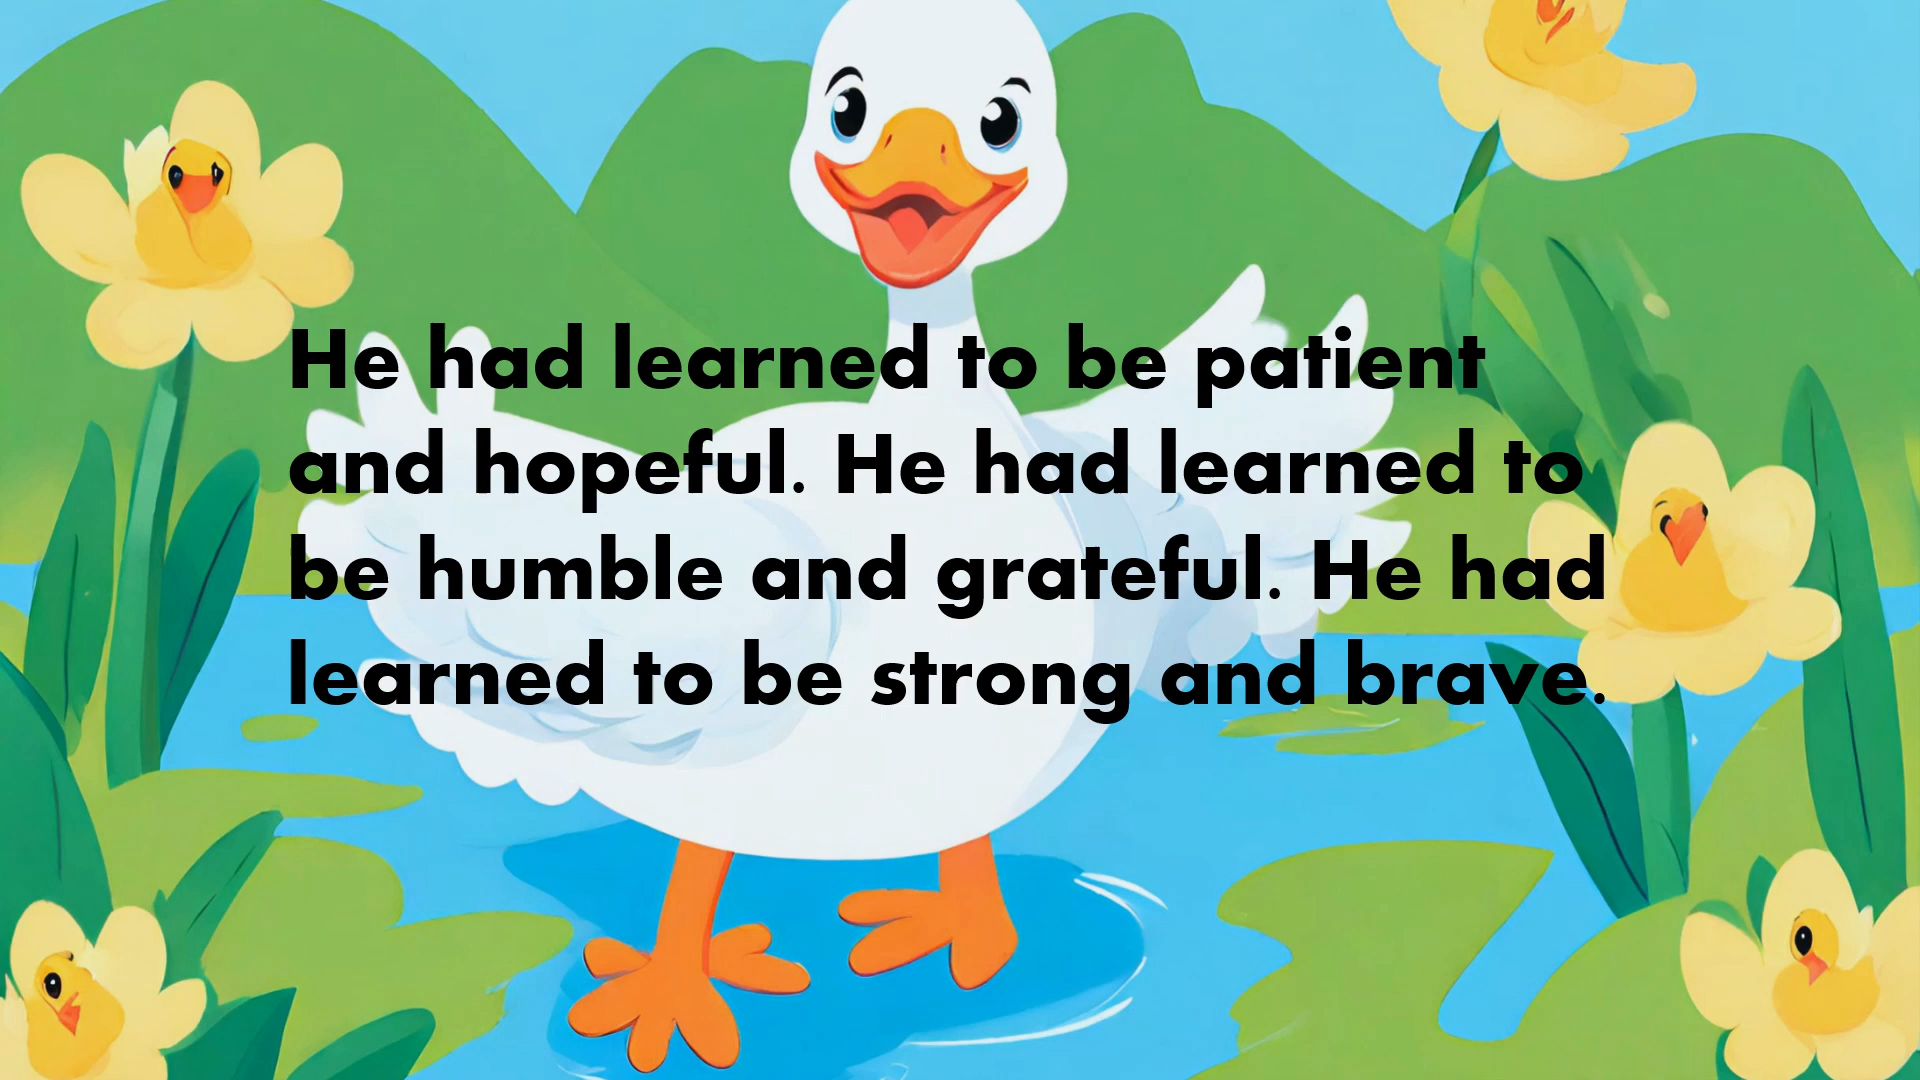 He had learned to be patient
and hopeful. He had learned to
be humble and grateful. He had
learned to be strong and brave.